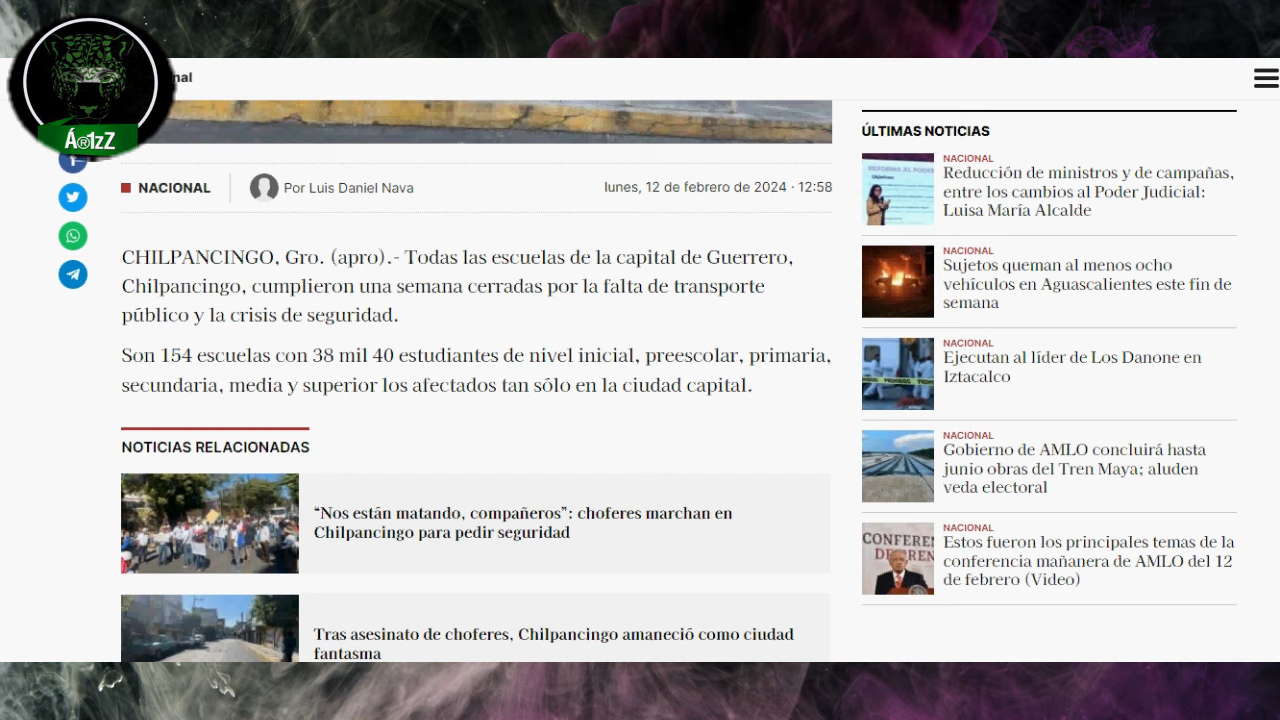 nal
Á®1zZ
NACIONAL
Por Luis Daniel Nava
lunes, 12 de febrero de 2024 · 12:58
CHILPANCINGO, Gro. (apro).- Todas las escuelas de la capital de Guerrero,
Chilpancingo, cumplieron una semana cerradas por la falta de transporte
público y la crisis de seguridad.
Son 154 escuelas con 38 mil 40 estudiantes de nivel inicial, preescolar, primaria,
secundaria, media y superior los afectados tan sólo en la ciudad capital.
NOTICIAS RELACIONADAS
“Nos están matando, compañeros”: choferes marchan en
Chilpancingo para pedir seguridad
Tras asesinato de choferes, Chilpancingo amaneció como ciudad
fantasma
ÚLTIMAS NOTICIAS
REFORMA AL PODER
NACIONAL
Reducción de ministros y de campañas,
entre los cambios al Poder Judicial:
Luisa María Alcalde
NACIONAL
Sujetos queman al menos ocho
vehículos en Aguascalientes este fin de
semana
NACIONAL
Ejecutan al líder de Los Danone en
Iztacalco
NACIONAL
Gobierno de AMLO concluirá hasta
junio obras del Tren Maya; aluden
veda electoral
CONFEREN
NACIONAL
Estos fueron los principales temas de la
conferencia mañanera de AMLO del 12
de febrero (Video)